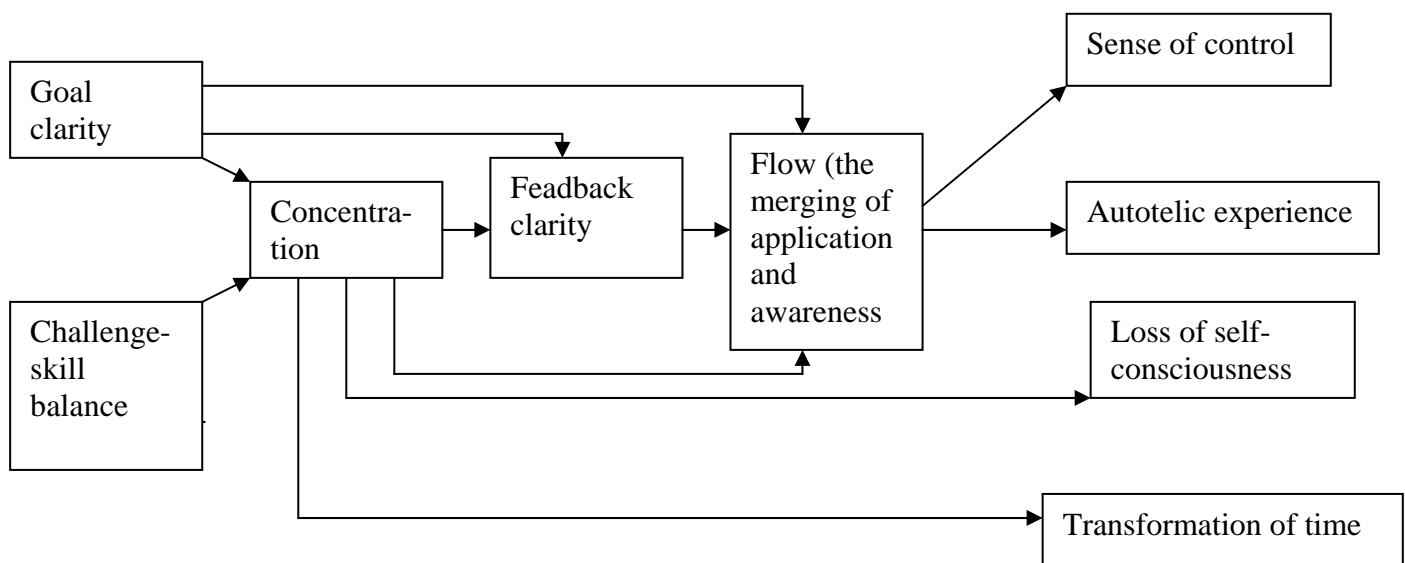 Sense of control
Goal
clarity
Flow (the
merging of
application
and
awareness
Feadback
clarity
Autotelic experience
Concentra-
tion
Challenge-
skill
balance
Loss of self-
consciousness
Transformation of time